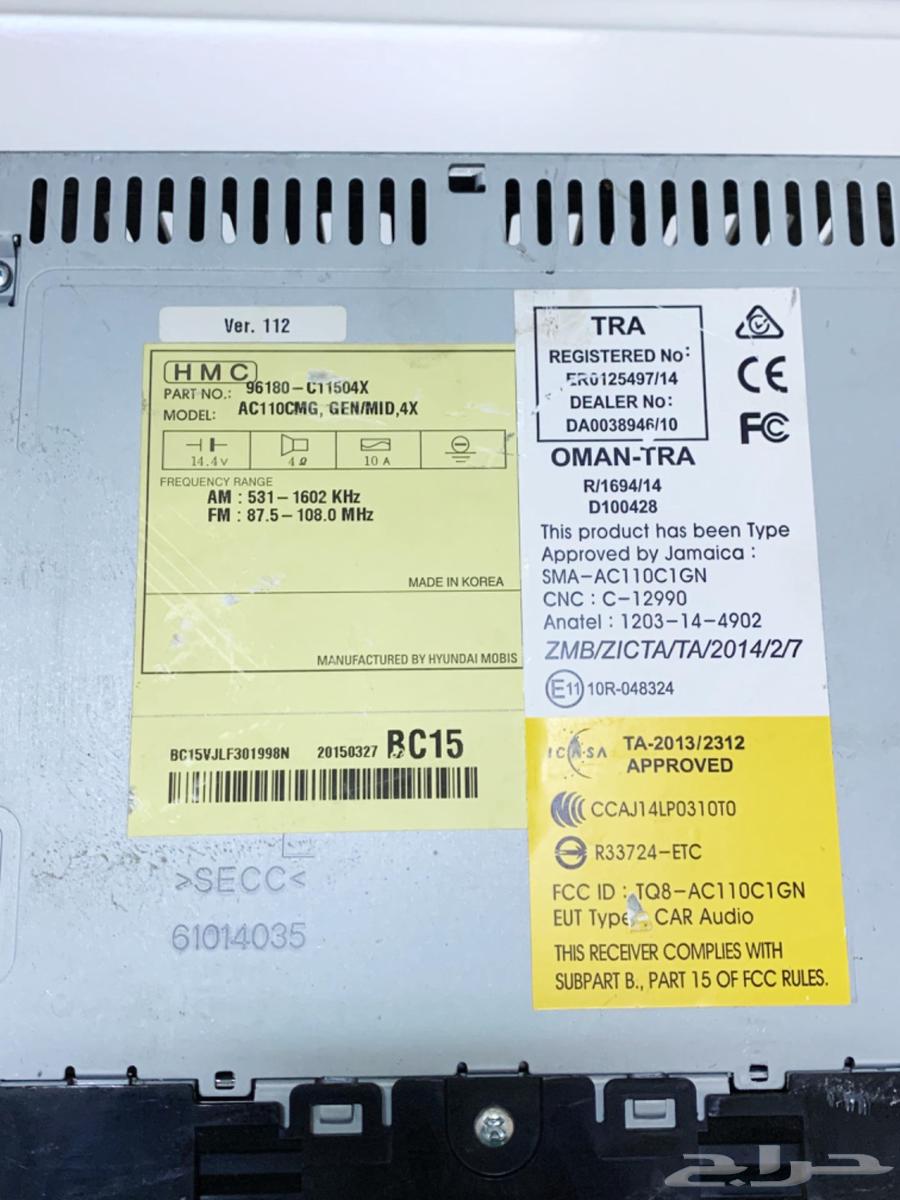 Ver. 112
HMC
PART NO.: 96180-C11504X
MODEL: AC110CMG, GEN/MID,4X
14.4v 4Ω 10 A
FREQUENCY RANGE
AM : 531-1602 KHz
FM : 87.5-108.0 MHz
MADE IN KOREA
MANUFACTURED BY HYUNDAI MOBIS
BC15VJLF301998N 20150327 BC15
>SECC<
61014035
TRA
REGISTERED No:
ER0125497/14
DEALER No:
DA0038946/10
CE
FC
OMAN-TRA
R/1694/14
D100428
This product has been Type
Approved by Jamaica :
SMA-AC110C1GN
CNC : C-12990
Anatel : 1203-14-4902
ZMB/ZICTA/TA/2014/2/7
E11 10R-048324
ICASA TA-2013/2312
APPROVED
CCAJ14LP0310T0
R33724-ETC
FCC ID : TQ8-AC110C1GN
EUT Type : CAR Audio
THIS RECEIVER COMPLIES WITH
SUBPART B., PART 15 OF FCC RULES.
حراج